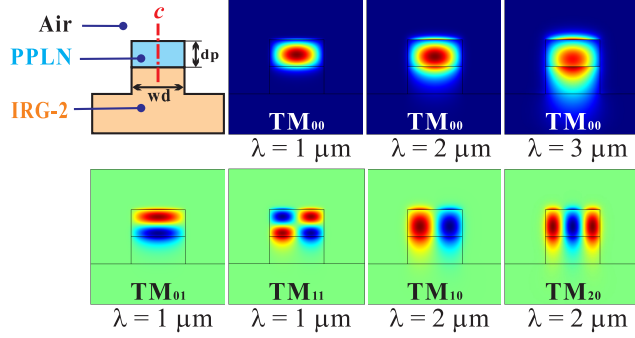 c
Air
PPLN
dp
wd
IRG-2
TM00
λ = 1 μm
TM00
λ = 2 μm
TM00
λ = 3 μm
TM01
λ = 1 μm
TM11
λ = 1 μm
TM10
λ = 2 μm
TM20
λ = 2 μm